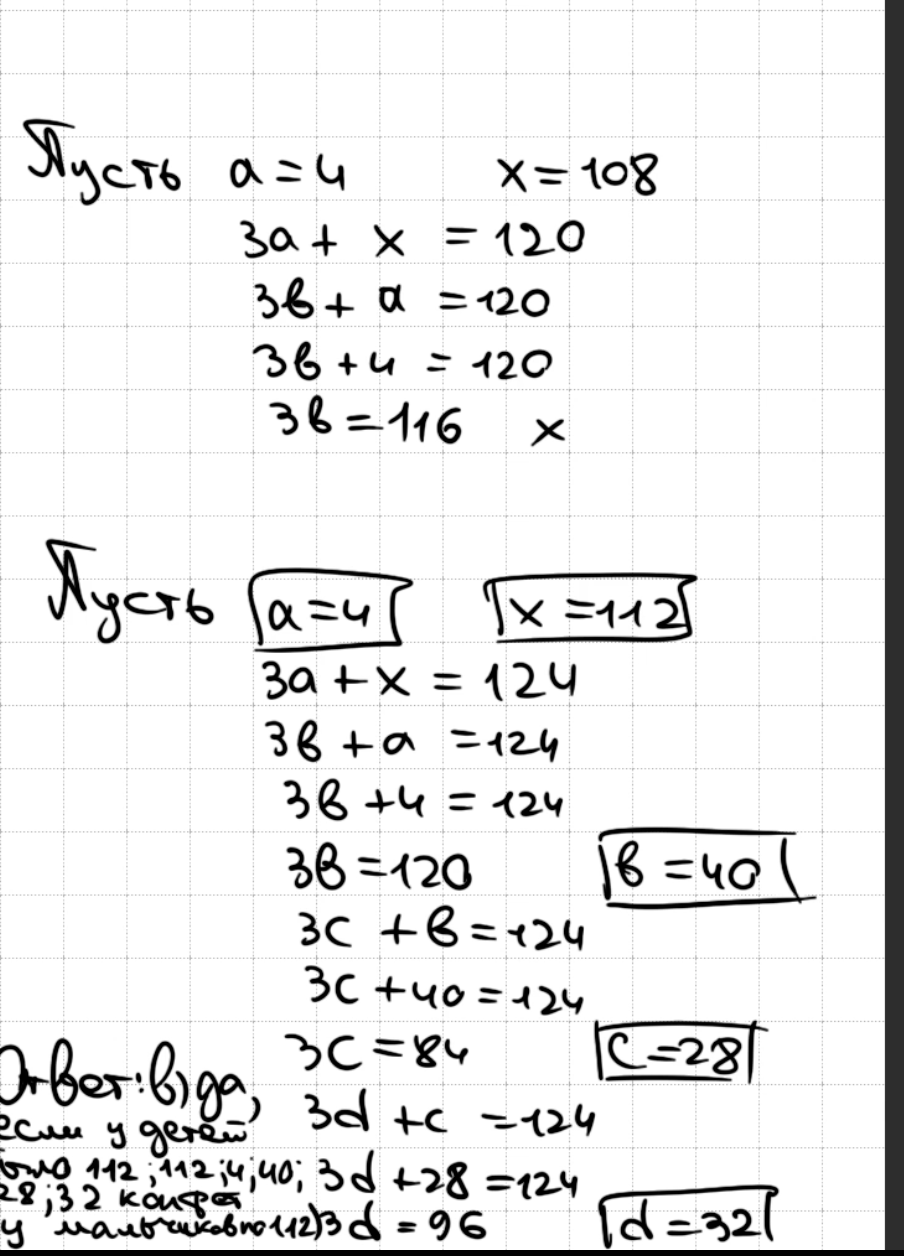 Пусть a = 4 x = 108
3a + x = 120
3в + a = 120
3в + 4 = 120
3в = 116 x
Пусть a = 4 x = 112
3a + x = 124
3в + a = 124
3в + 4 = 124
3в = 120 в = 40
3c + в = 124
3c + 40 = 124
3c = 84 c = 28
Ответ: в) да,
если у детей 3d + c = 124
было 112; 112; 4; 40; 3d + 28 = 124
28; 32 конфет
у мальчиков по 112) 3d = 96 d = 32